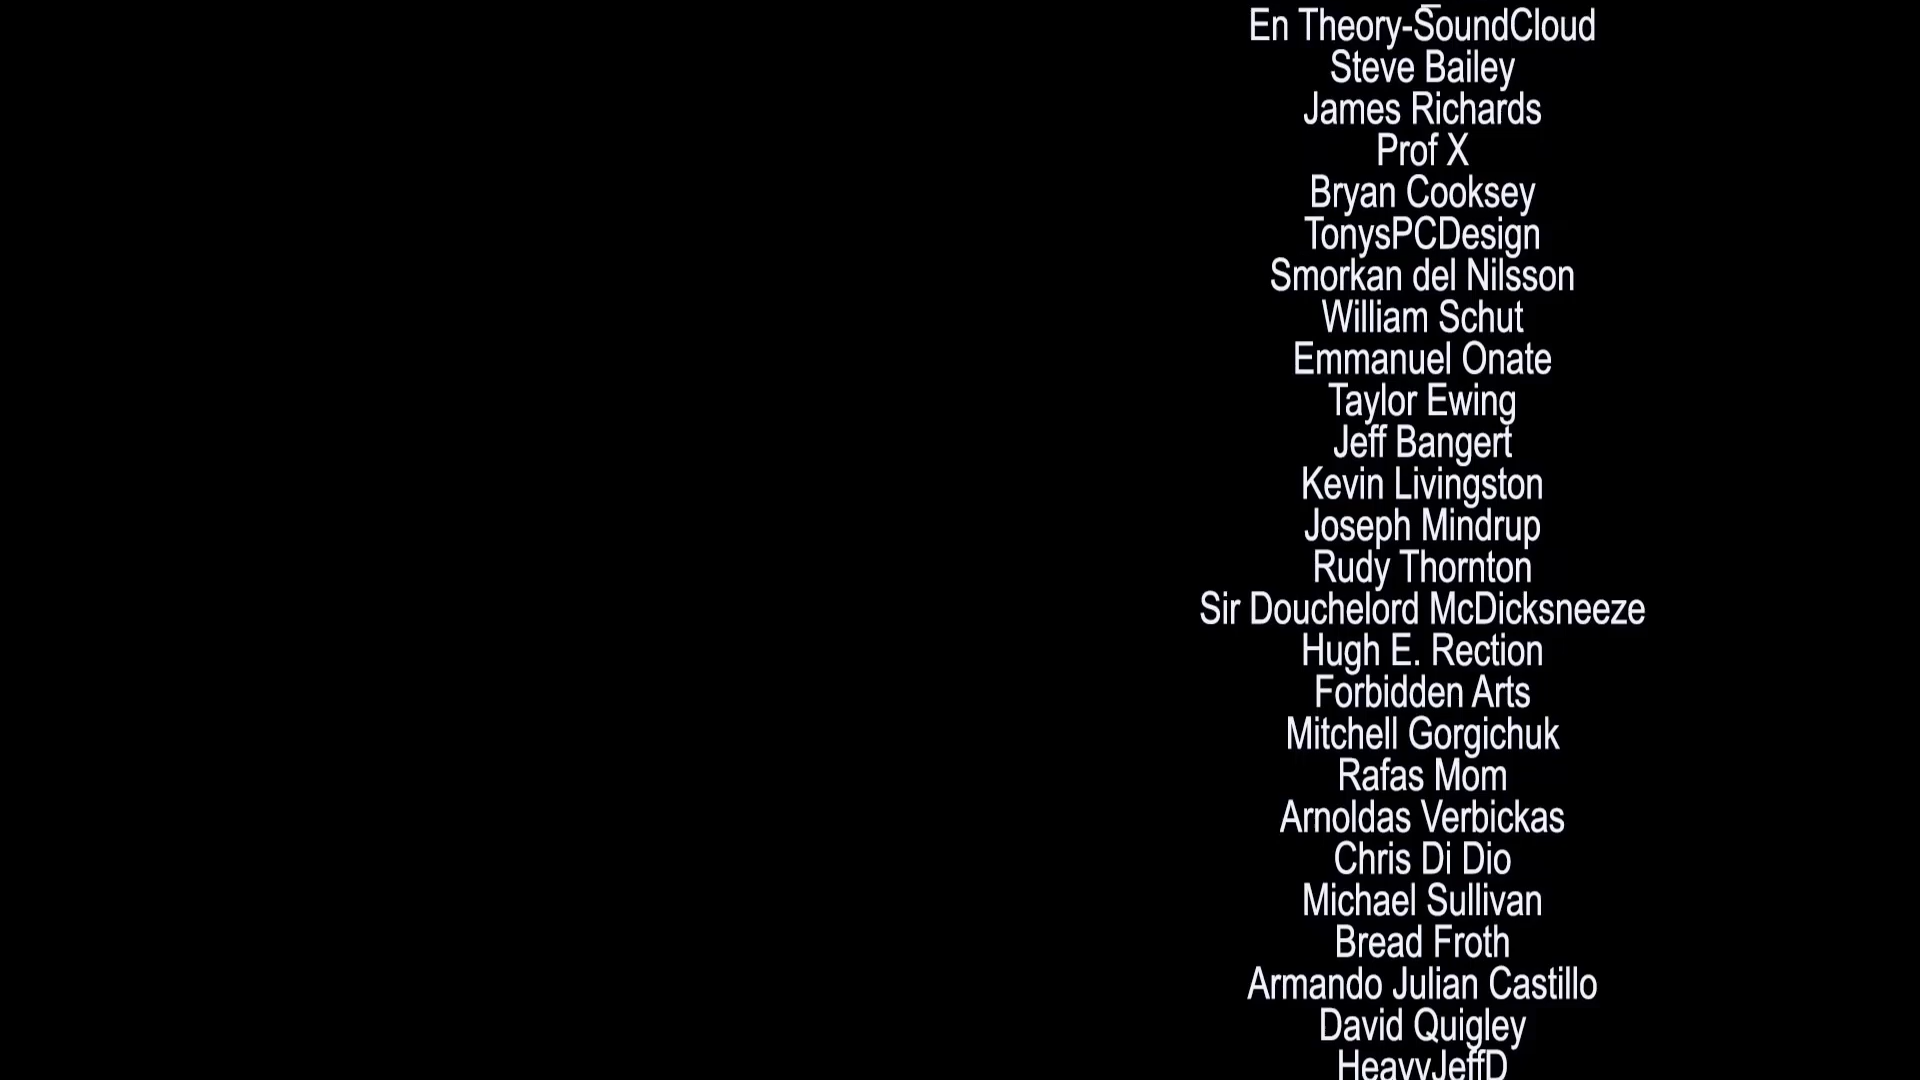 En Theory-SoundCloud
Steve Bailey
James Richards
Prof X
Bryan Cooksey
TonysPCDesign
Smorkan del Nilsson
William Schut
Emmanuel Onate
Taylor Ewing
Jeff Bangert
Kevin Livingston
Joseph Mindrup
Rudy Thornton
Sir Douchelord McDicksneeze
Hugh E. Rection
Forbidden Arts
Mitchell Gorgichuk
Rafas Mom
Arnoldas Verbickas
Chris Di Dio
Michael Sullivan
Bread Froth
Armando Julian Castillo
David Quigley
HeavyJeffD